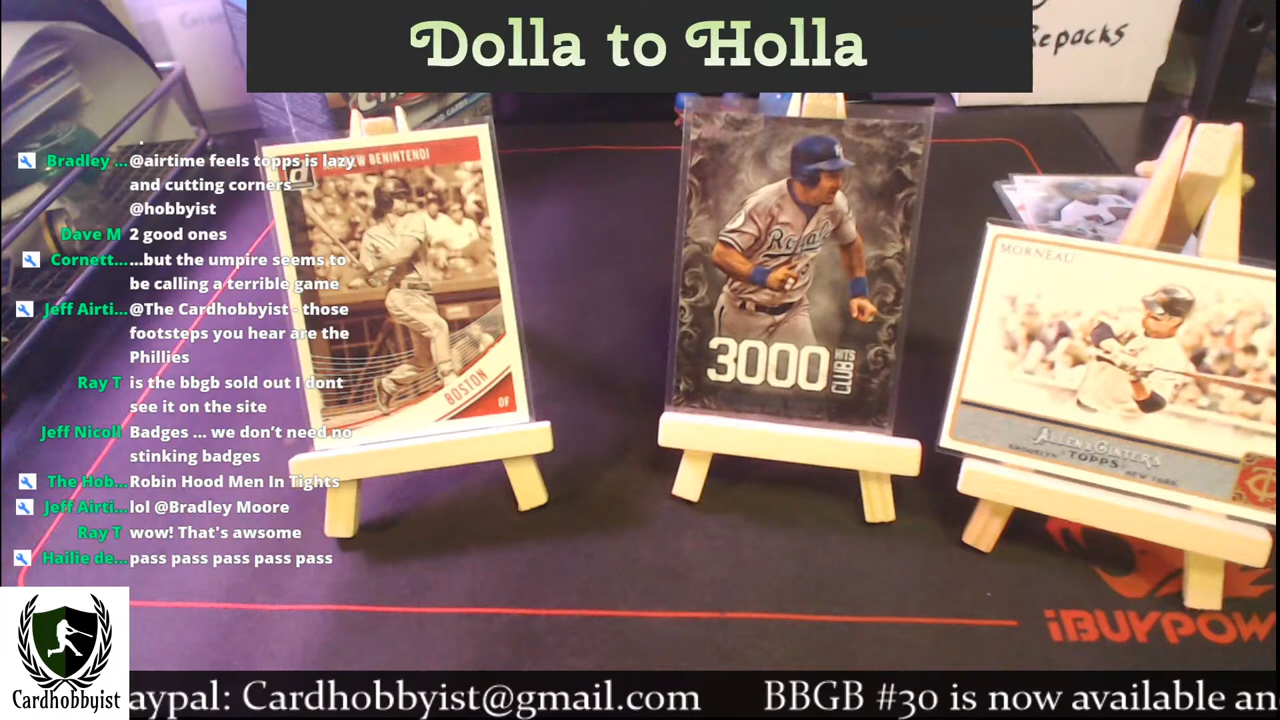 Dolla to Holla
Repacks
Bradley ... @airtime feels topps is lazy
and cutting corners
@hobbyist
Dave M 2 good ones
Cornett... ...but the umpire seems to
be calling a terrible game
Jeff Airti... @The Cardhobbyist - those
footsteps you hear are the
Phillies
Ray T is the bbgb sold out I dont
see it on the site
Jeff Nicoll Badges ... we don't need no
stinking badges
The Hob... Robin Hood Men In Tights
Jeff Airti... lol @Bradley Moore
Ray T wow! That's awsome
Hailie de... pass pass pass pass pass
BENINTENDI
BOSTON
OF
Royals
3000 HITS
CLUB
MORNEAU
ALLEN & GINTER'S
BROOKLYN TOPPS NEW YORK
iBUYPOW
Cardhobbyist
aypal: Cardhobbyist@gmail.com BBGB #30 is now available an